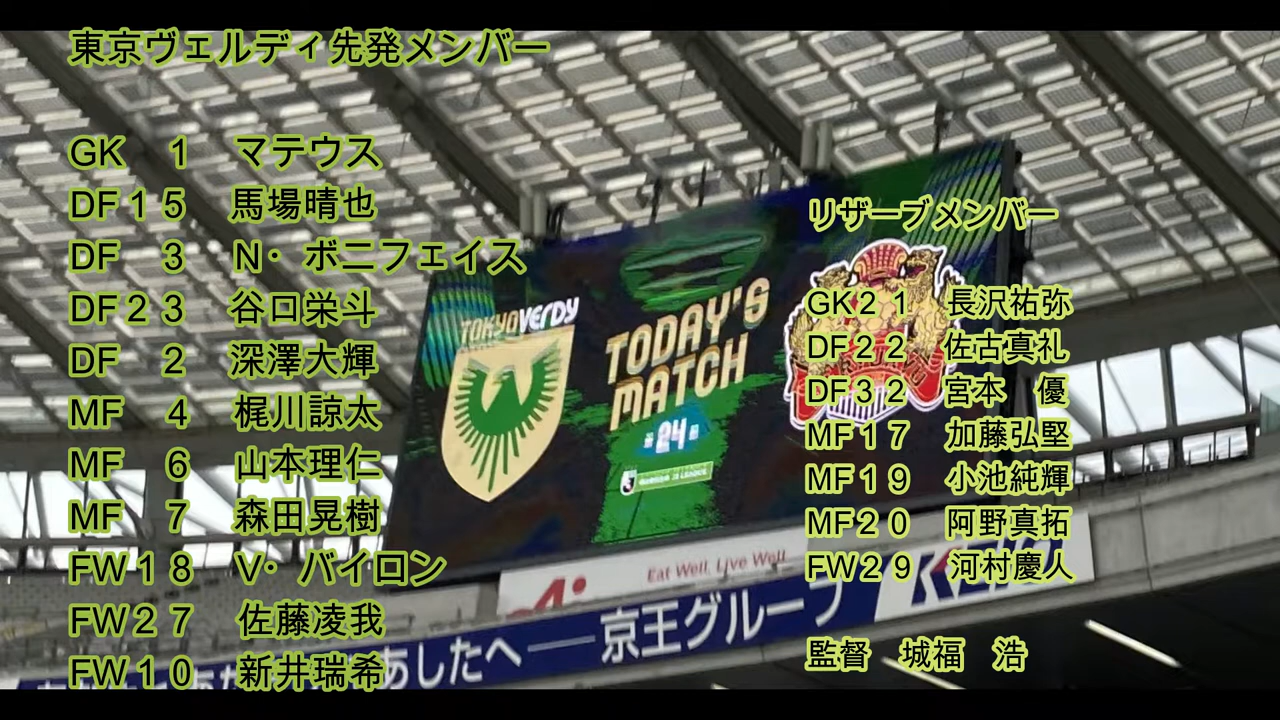 東京ヴェルディ先発メンバー
GK 1 マテウス
DF15 馬場晴也
DF 3 N・ボニフェイス
DF23 谷口栄斗
DF 2 深澤大輝
MF 4 梶川諒太
MF 6 山本理仁
MF 7 森田晃樹
FW18 V・バイロン
FW27 佐藤凌我
FW10 新井瑞希
リザーブメンバー
GK21 長沢祐弥
DF22 佐古真礼
DF32 宮本 優
MF17 加藤弘堅
MF19 小池純輝
MF20 阿野真拓
FW29 河村慶人
監督 城福 浩
TOKYO VERDY
TODAY'S
MATCH
24
Eat Well, Live Well.
あしたへ―京王グループ
KEIO